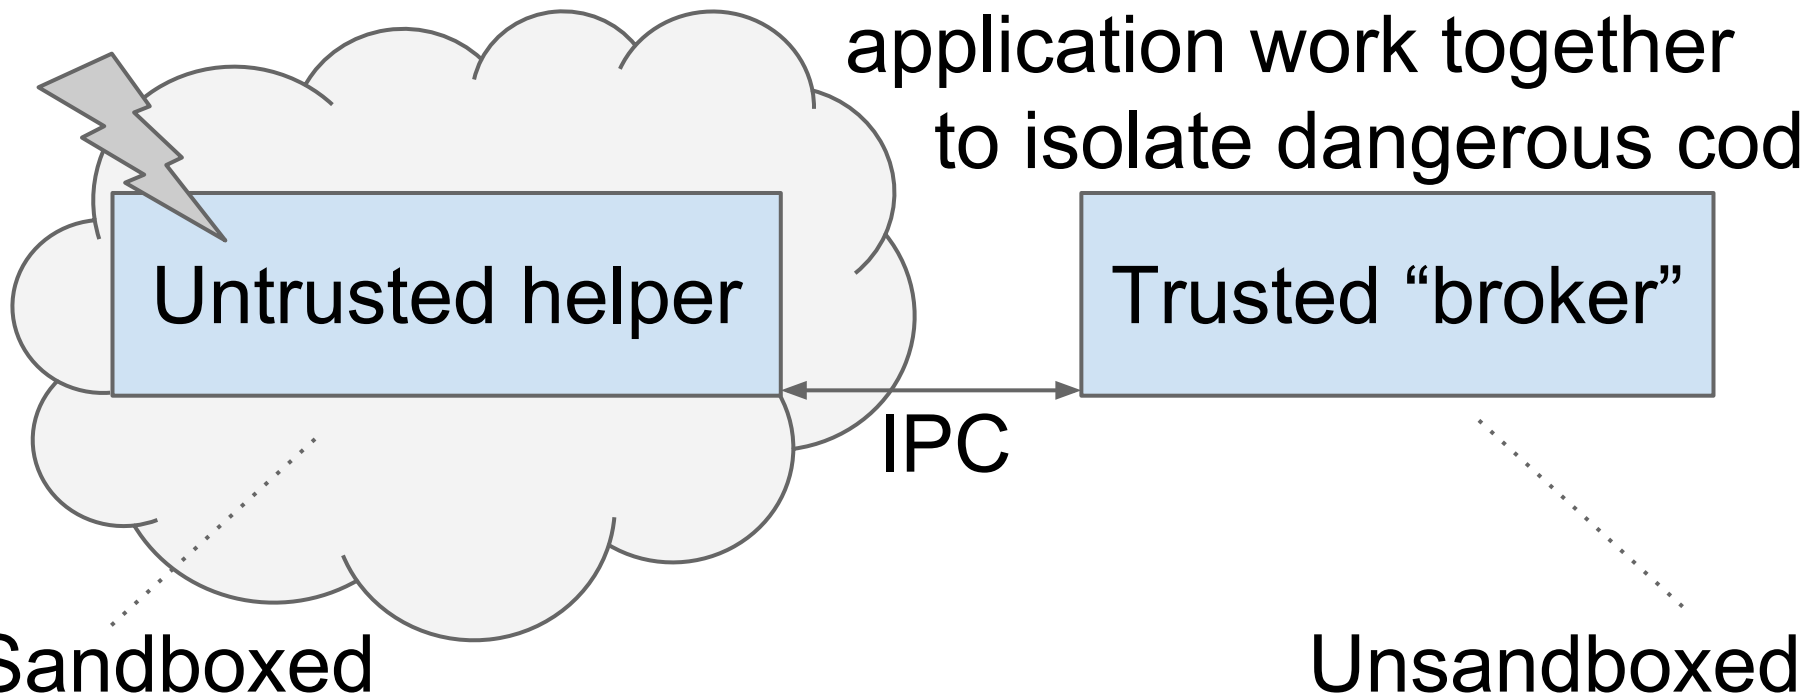 application work together
to isolate dangerous cod
Untrusted helper
Trusted “broker”
IPC
Sandboxed
Unsandboxed